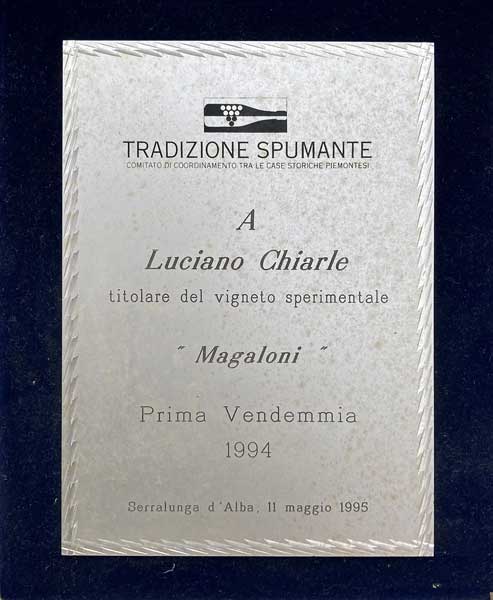 TRADIZIONE SPUMANTE
COMITATO DI COORDINAMENTO TRA LE CASE STORICHE PIEMONTESI
A
Luciano Chiarle
titolare del vigneto sperimentale
" Magaloni "
Prima Vendemmia
1994
Serralunga d'Alba, 11 maggio 1995